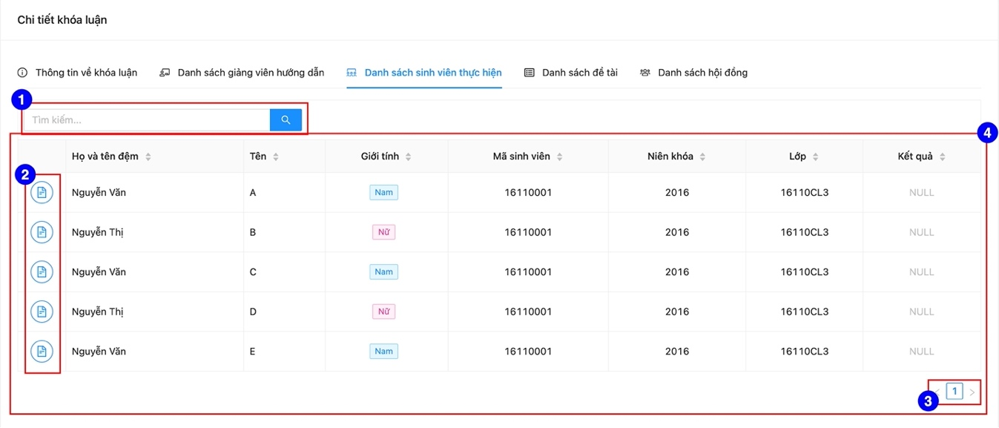 Chi tiết khóa luận
Thông tin về khóa luận Danh sách giảng viên hướng dẫn Danh sách sinh viên thực hiện Danh sách đề tài Danh sách hội đồng
1
Tìm kiếm...
4
Họ và tên đệm Tên Giới tính Mã sinh viên Niên khóa Lớp Kết quả
2
Nguyễn Văn A Nam 16110001 2016 16110CL3 NULL
Nguyễn Thị B Nữ 16110001 2016 16110CL3 NULL
Nguyễn Văn C Nam 16110001 2016 16110CL3 NULL
Nguyễn Thị D Nữ 16110001 2016 16110CL3 NULL
Nguyễn Văn E Nam 16110001 2016 16110CL3 NULL
< 1 >
3